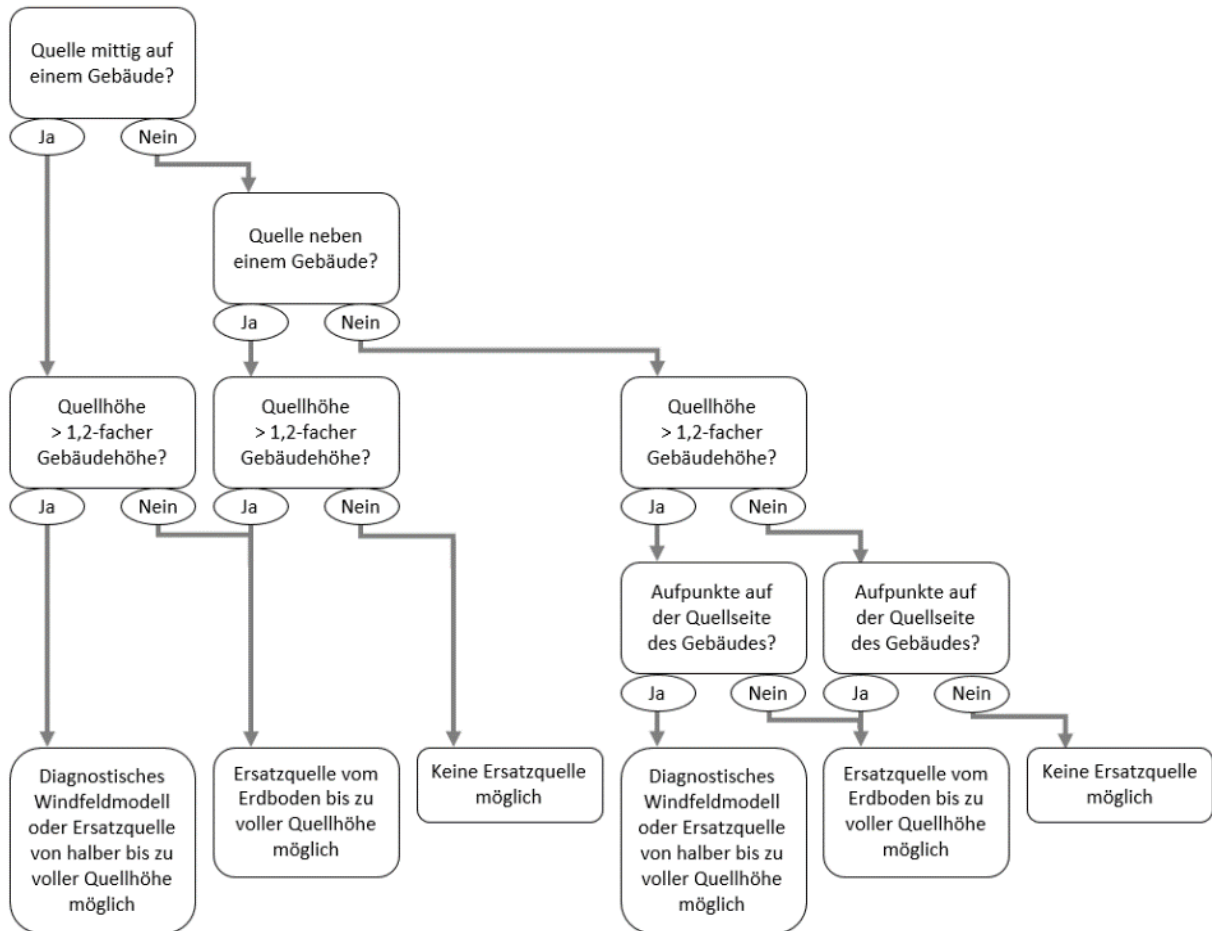 Quelle mittig auf
einem Gebäude?
Ja
Nein
Quelle neben
einem Gebäude?
Ja
Nein
Quellhöhe
> 1,2-facher
Gebäudehöhe?
Ja
Nein
Quellhöhe
> 1,2-facher
Gebäudehöhe?
Ja
Nein
Quellhöhe
> 1,2-facher
Gebäudehöhe?
Ja
Nein
Aufpunkte auf
der Quellseite
des Gebäudes?
Ja
Nein
Aufpunkte auf
der Quellseite
des Gebäudes?
Ja
Nein
Diagnostisches
Windfeldmodell
oder Ersatzquelle
von halber bis zu
voller Quellhöhe
möglich
Ersatzquelle vom
Erdboden bis zu
voller Quellhöhe
möglich
Keine Ersatzquelle
möglich
Diagnostisches
Windfeldmodell
oder Ersatzquelle
von halber bis zu
voller Quellhöhe
möglich
Ersatzquelle vom
Erdboden bis zu
voller Quellhöhe
möglich
Keine Ersatzquelle
möglich